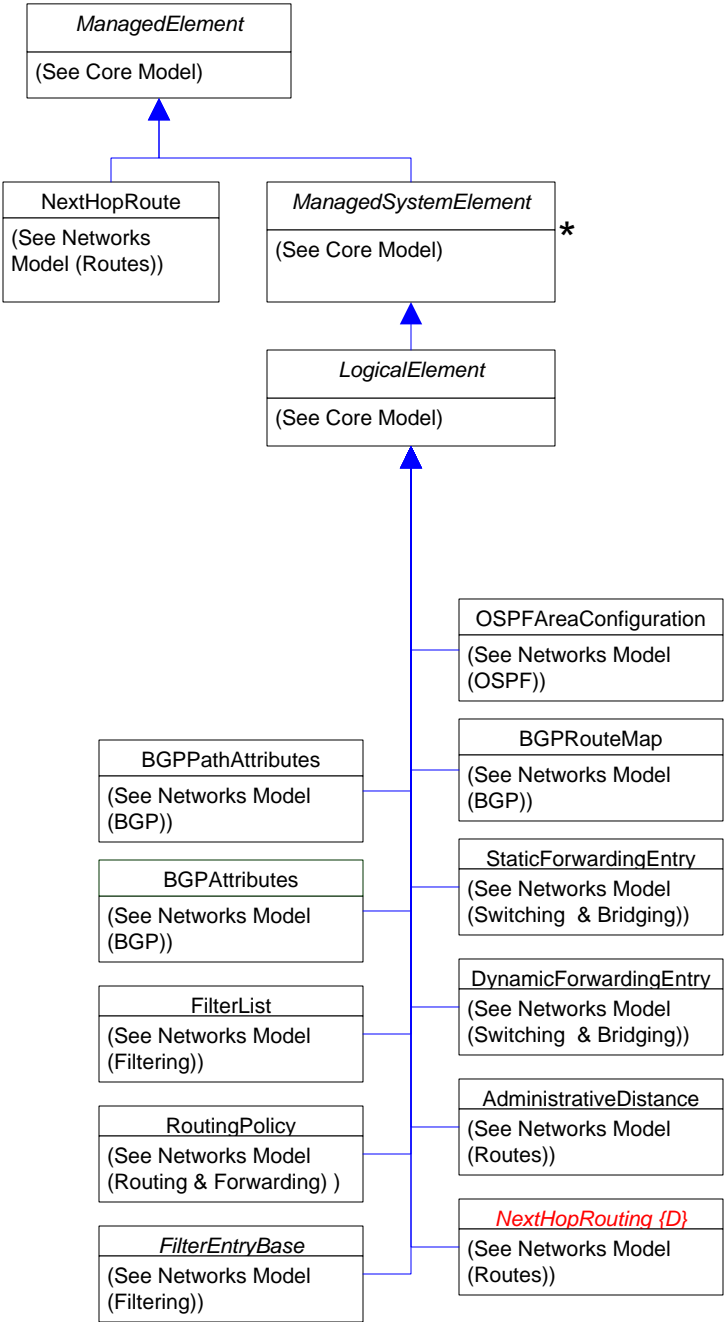 ManagedElement
(See Core Model)
NextHopRoute
(See Networks
Model (Routes))
ManagedSystemElement
(See Core Model)
*
LogicalElement
(See Core Model)
OSPFAreaConfiguration
(See Networks Model
(OSPF))
BGPPathAttributes
(See Networks Model
(BGP))
BGPRouteMap
(See Networks Model
(BGP))
BGPAttributes
(See Networks Model
(BGP))
StaticForwardingEntry
(See Networks Model
(Switching & Bridging))
FilterList
(See Networks Model
(Filtering))
DynamicForwardingEntry
(See Networks Model
(Switching & Bridging))
RoutingPolicy
(See Networks Model
(Routing & Forwarding) )
AdministrativeDistance
(See Networks Model
(Routes))
FilterEntryBase
(See Networks Model
(Filtering))
NextHopRouting {D}
(See Networks Model
(Routes))